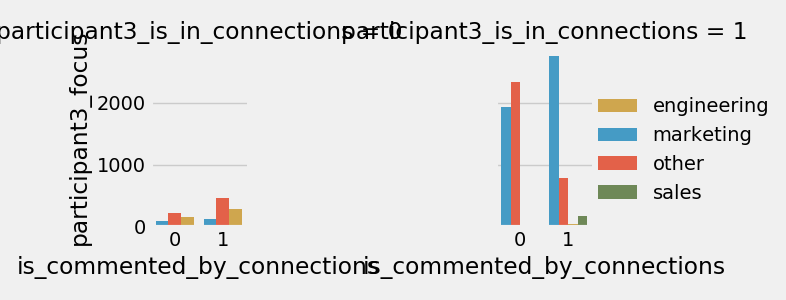 participant3_is_in_connections = 0
participant3_is_in_connections = 1
participant3_focus
2000
1000
0
0
1
0
1
is_commented_by_connections
is_commented_by_connections
engineering
marketing
other
sales